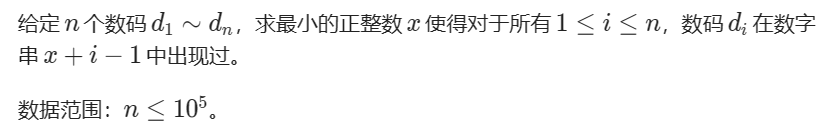 给定 n 个数码 d₁ ∼ dₙ，求最小的正整数 x 使得对于所有 1 ≤ i ≤ n，数码 dᵢ 在数字
串 x + i − 1 中出现过。
数据范围：n ≤ 10⁵。